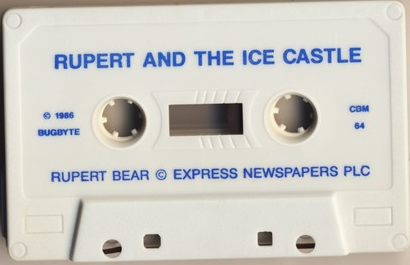 RUPERT AND THE ICE CASTLE
© 1986
BUGBYTE
CBM
64
RUPERT BEAR © EXPRESS NEWSPAPERS PLC